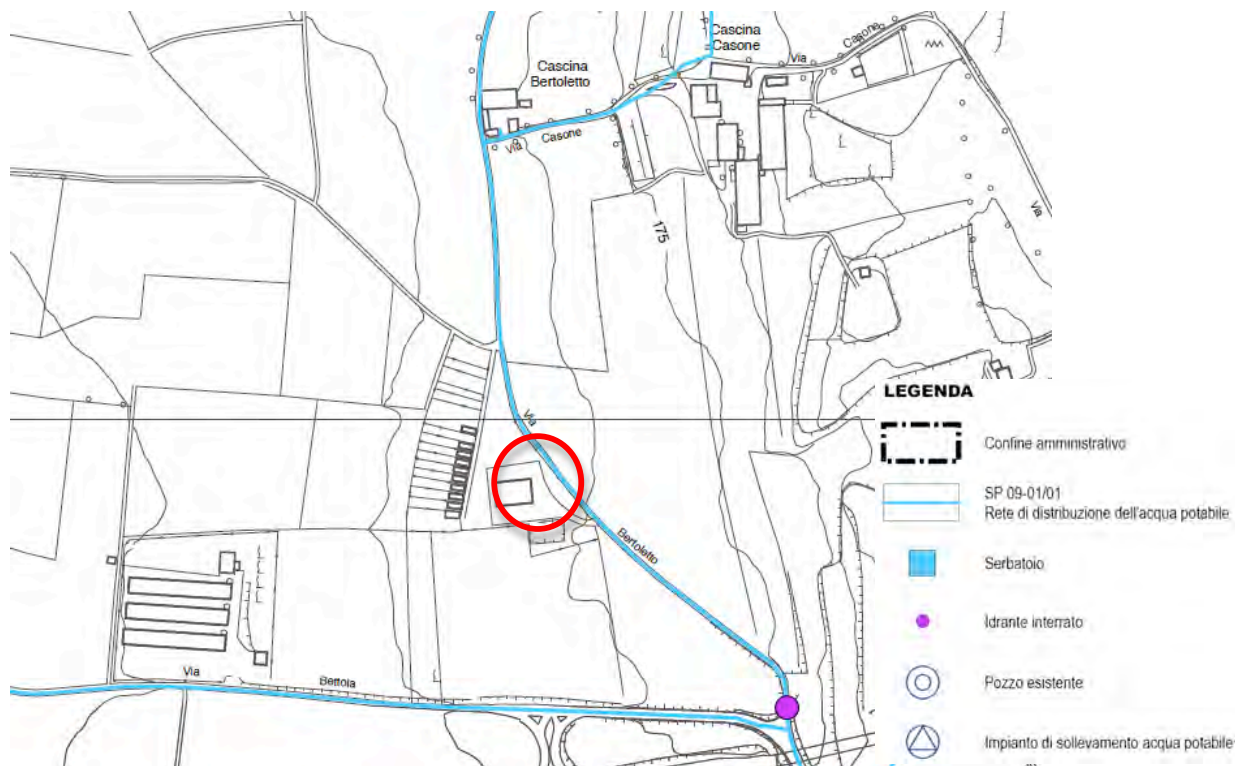 Cascina
Casone
Casone
Via
Cascina
Bertoletto
Casone
Via
175
Via
Via
Bertoletto
Via
Bettola
LEGENDA
Confine amministrativo
SP 09-01/01
Rete di distribuzione dell'acqua potabile
Serbatoio
Idrante interrato
Pozzo esistente
Impianto di sollevamento acqua potabile